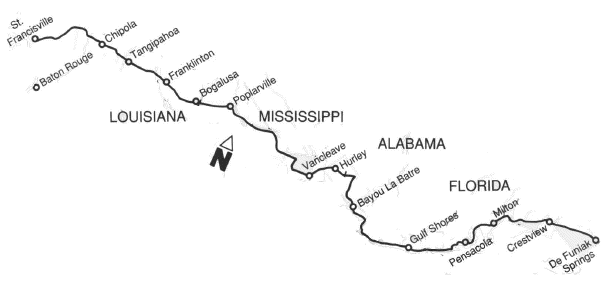 St.
Francisville
Chipola
Baton Rouge
Tangipahoa
Franklinton
Bogalusa
Poplarville
LOUISIANA
MISSISSIPPI
N
Vancleave
Hurley
ALABAMA
Bayou La Batre
FLORIDA
Gulf Shores
Pensacola
Milton
Crestview
De Funiak
Springs